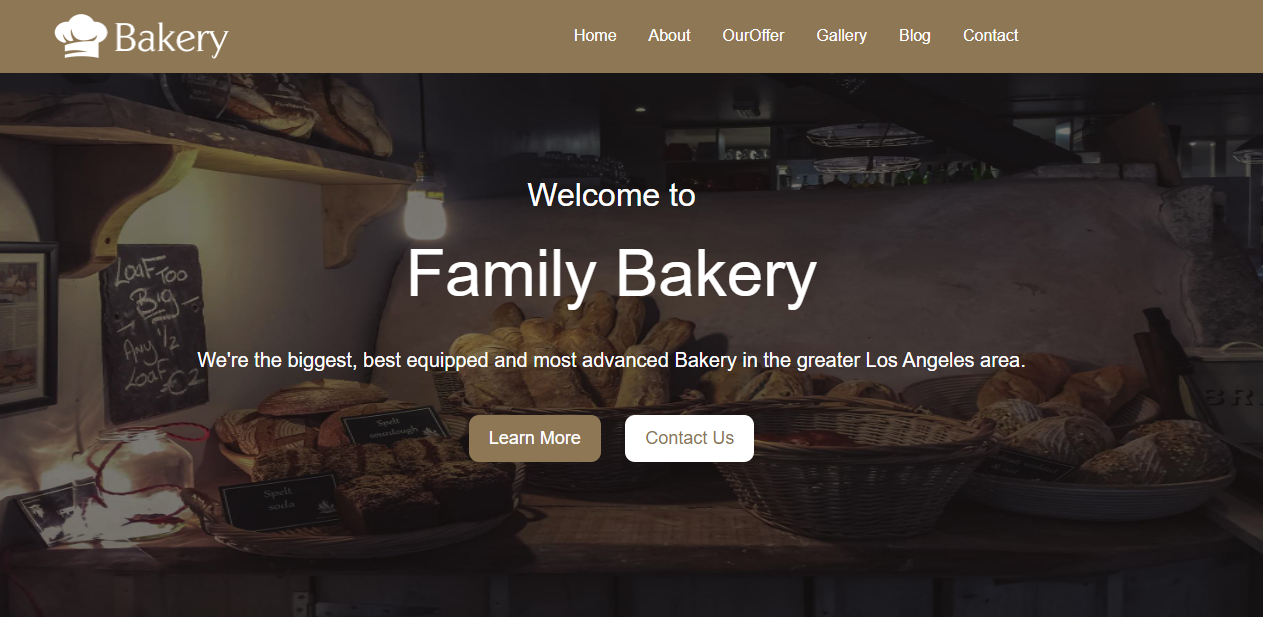 Bakery
Home About OurOffer Gallery Blog Contact
Welcome to
Family Bakery
We're the biggest, best equipped and most advanced Bakery in the greater Los Angeles area.
Learn More Contact Us
Loaf Too
Big
Any 1/2
Loaf
Spelt
sourdough
Spelt
soda